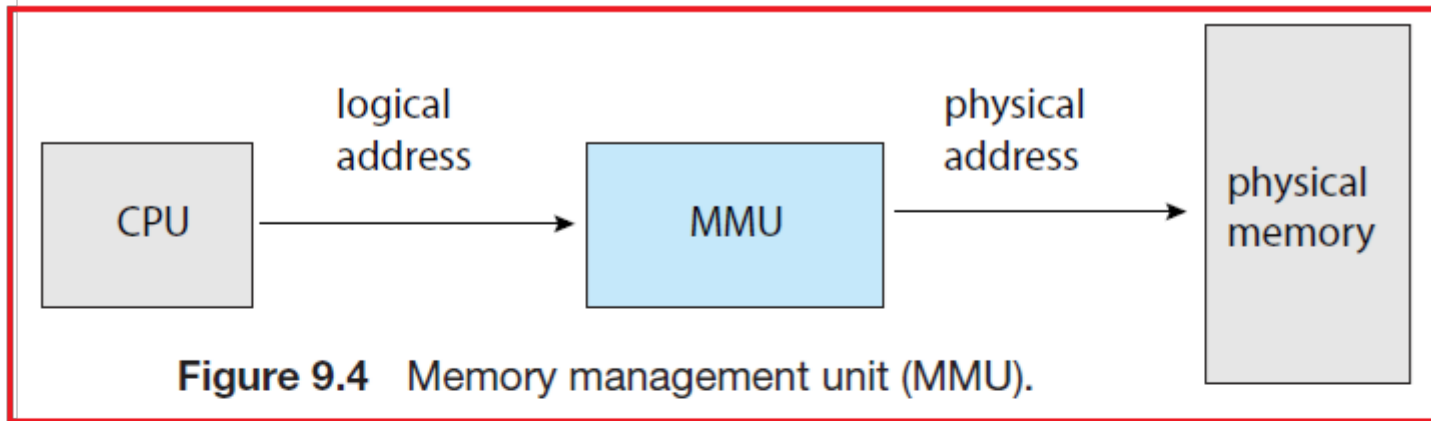 logical
address
physical
address
CPU
MMU
physical
memory
Figure 9.4 Memory management unit (MMU).